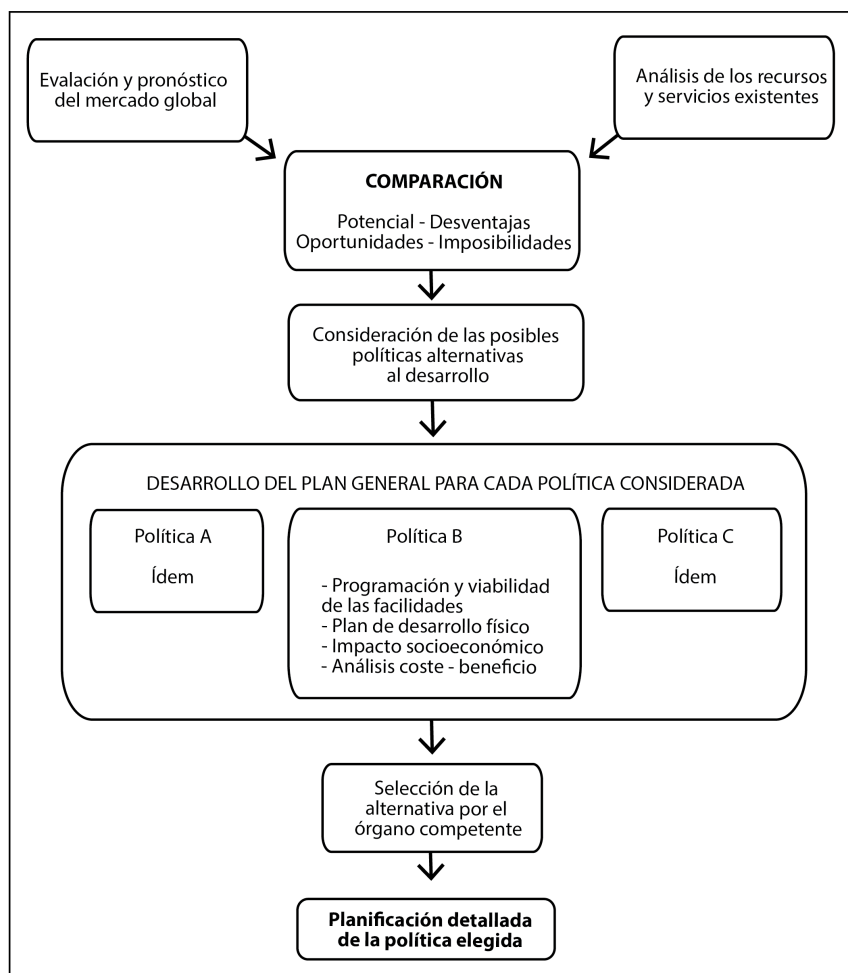 Evalación y pronóstico
del mercado global
Análisis de los recursos
y servicios existentes
COMPARACIÓN
Potencial - Desventajas
Oportunidades - Imposibilidades
Consideración de las posibles
políticas alternativas
al desarrollo
DESARROLLO DEL PLAN GENERAL PARA CADA POLÍTICA CONSIDERADA
Política A
Ídem
Política B
- Programación y viabilidad
de las facilidades
- Plan de desarrollo físico
- Impacto socioeconómico
- Análisis coste - beneficio
Política C
Ídem
Selección de la
alternativa por el
órgano competente
Planificación detallada
de la política elegida